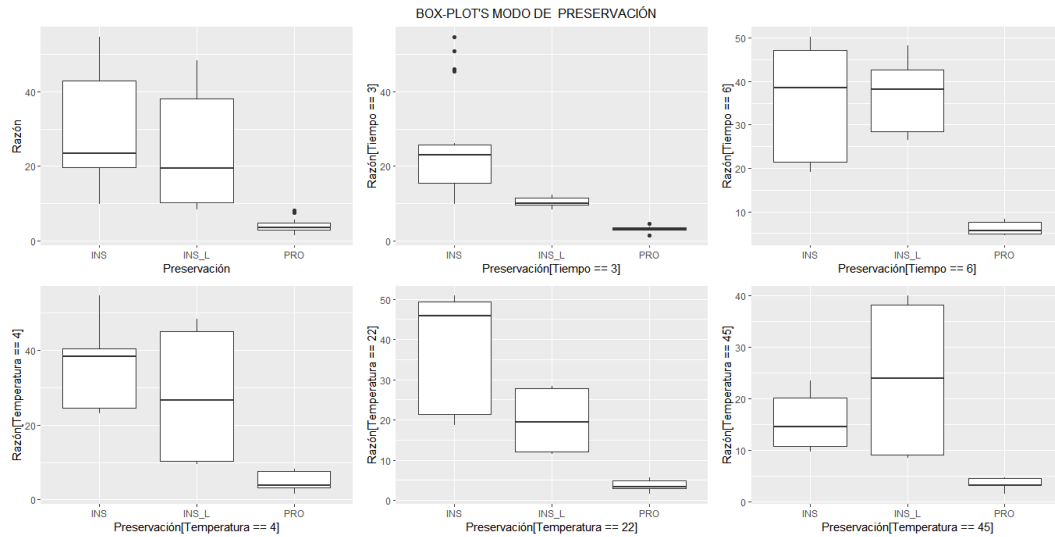 BOX-PLOT'S MODO DE  PRESERVACIÓN
Razón
40
20
0
INS
INS_L
PRO
Preservación
Razón[Tiempo == 3]
40
20
0
INS
INS_L
PRO
Preservación[Tiempo == 3]
Razón[Tiempo == 6]
50
40
30
20
10
INS
INS_L
PRO
Preservación[Tiempo == 6]
Razón[Temperatura == 4]
40
20
0
INS
INS_L
PRO
Preservación[Temperatura == 4]
Razón[Temperatura == 22]
50
40
30
20
10
0
INS
INS_L
PRO
Preservación[Temperatura == 22]
Razón[Temperatura == 45]
40
30
20
10
0
INS
INS_L
PRO
Preservación[Temperatura == 45]